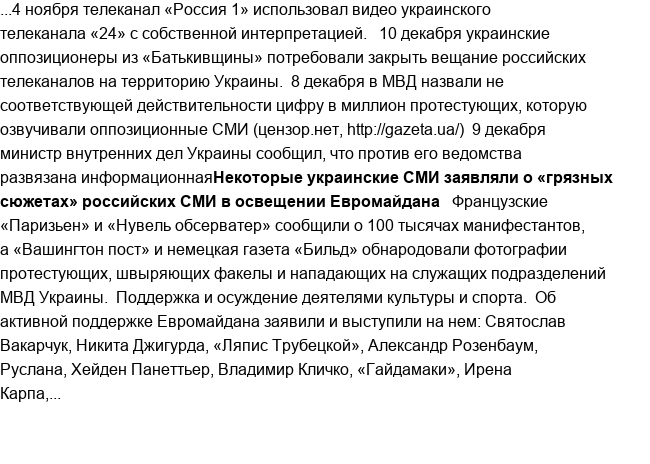 ...4 ноября телеканал «Россия 1» использовал видео украинского
телеканала «24» с собственной интерпретацией. 10 декабря украинские
оппозиционеры из «Батькивщины» потребовали закрыть вещание российских
телеканалов на территорию Украины. 8 декабря в МВД назвали не
соответствующей действительности цифру в миллион протестующих, которую
озвучивали оппозиционные СМИ (цензор.нет, http://gazeta.ua/) 9 декабря
министр внутренних дел Украины сообщил, что против его ведомства
развязана информационнаяНекоторые украинские СМИ заявляли о «грязных
сюжетах» российских СМИ в освещении Евромайдана Французские
«Паризьен» и «Нувель обсерватер» сообщили о 100 тысячах манифестантов,
а «Вашингтон пост» и немецкая газета «Бильд» обнародовали фотографии
протестующих, швыряющих факелы и нападающих на служащих подразделений
МВД Украины. Поддержка и осуждение деятелями культуры и спорта. Об
активной поддержке Евромайдана заявили и выступили на нем: Святослав
Вакарчук, Никита Джигурда, «Ляпис Трубецкой», Александр Розенбаум,
Руслана, Хейден Панеттьер, Владимир Кличко, «Гайдамаки», Ирена
Карпа,...